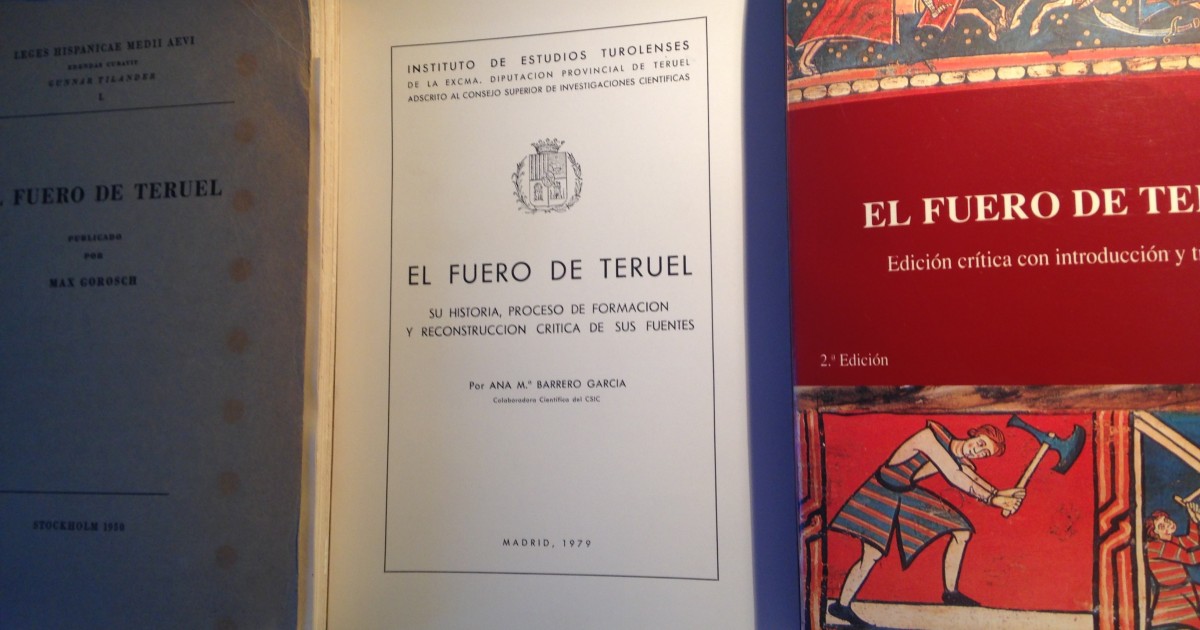 LEGES HISPANICAE MEDII AEVI
GUNNAR TILANDER
I.
FUERO DE TERUEL
PUBLICADO
POR
MAX GOROSCH
STOCKHOLM 1950
INSTITUTO DE ESTUDIOS TUROLENSES
DE LA EXCMA. DIPUTACION PROVINCIAL DE TERUEL
ADSCRITO AL CONSEJO SUPERIOR DE INVESTIGACIONES CIENTIFICAS
EL FUERO DE TERUEL
SU HISTORIA, PROCESO DE FORMACION
Y RECONSTRUCCION CRITICA DE SUS FUENTES
Por ANA M.ª BARRERO GARCIA
Colaboradora Científica del CSIC
MADRID, 1979
EL FUERO DE TE
Edición crítica con introducción y t
2.ª Edición